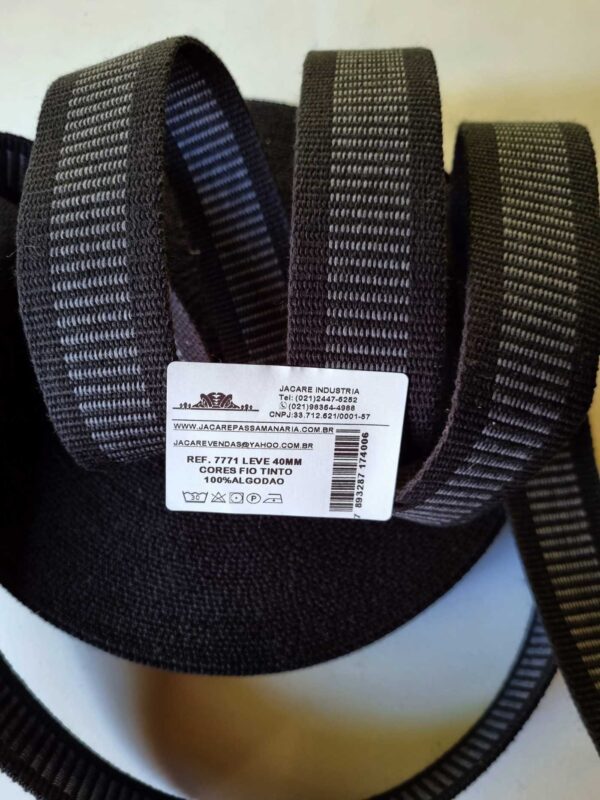 JACARE INDUSTRIA
Tel: (021)2447-5252
(021)98354-4988
CNPJ:33.712.521/0001-57
WWW.JACAREPASSAMANARIA.COM.BR
JACAREVENDAS@YAHOO.COM.BR
REF. 7771 LEVE 40MM
CORES FIO TINTO
100%ALGODAO
7 893287 174006